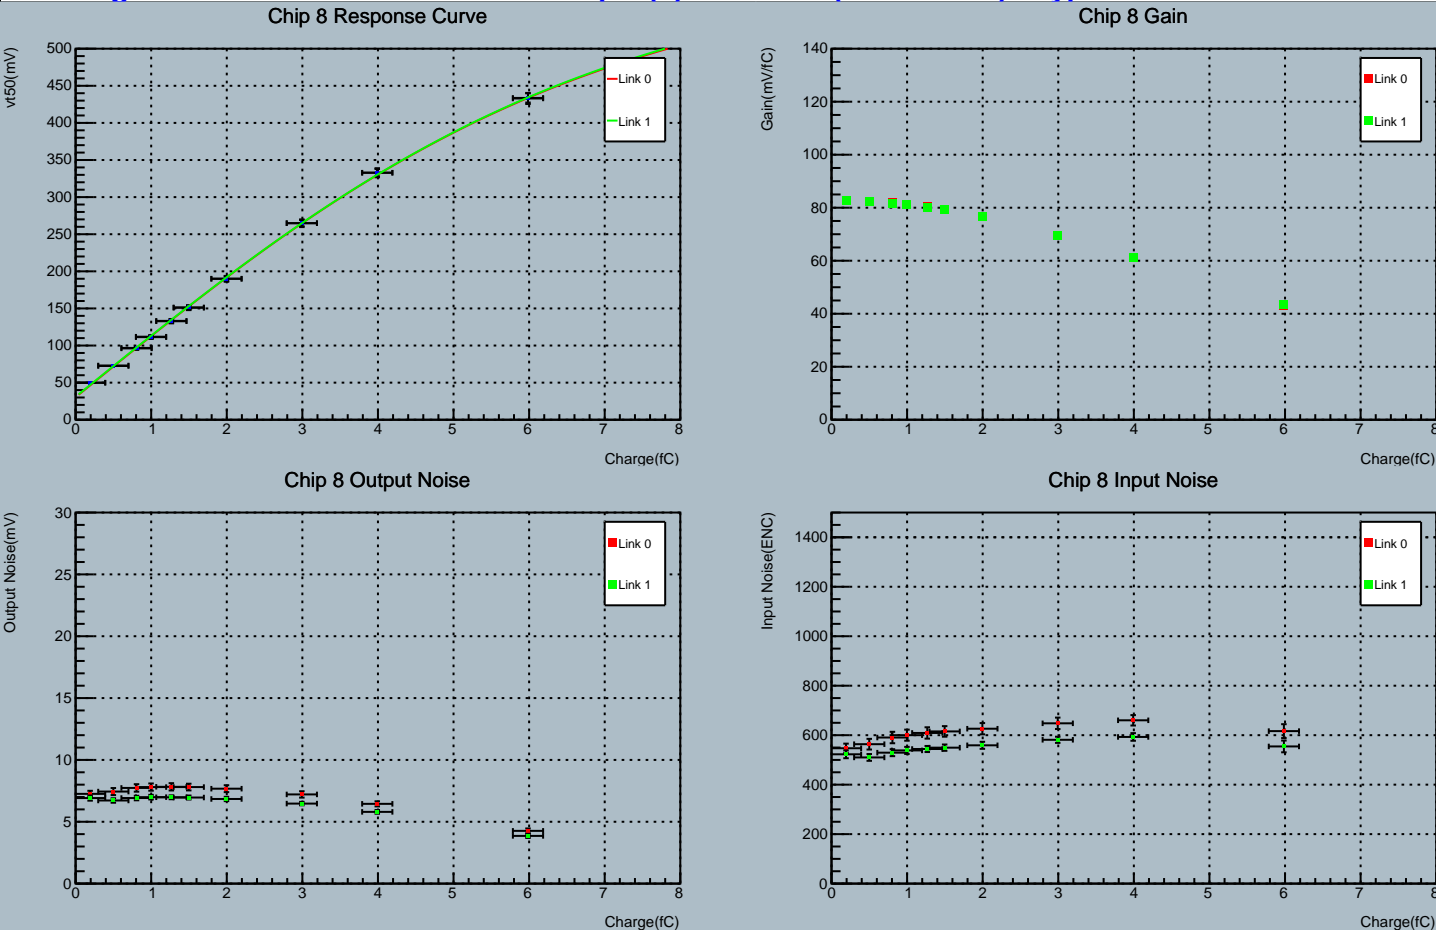 Chip 8 Response Curve
vt50(mV)
500
450
400
350
300
250
200
150
100
50
0
0 1 2 3 4 5 6 7 8
Charge(fC)
Link 0
Link 1
Chip 8 Gain
Gain(mV/fC)
140
120
100
80
60
40
20
0
0 1 2 3 4 5 6 7 8
Charge(fC)
Link 0
Link 1
Chip 8 Output Noise
Output Noise(mV)
30
25
20
15
10
5
0
0 1 2 3 4 5 6 7 8
Charge(fC)
Link 0
Link 1
Chip 8 Input Noise
Input Noise(ENC)
1400
1200
1000
800
600
400
200
0
0 1 2 3 4 5 6 7 8
Charge(fC)
Link 0
Link 1